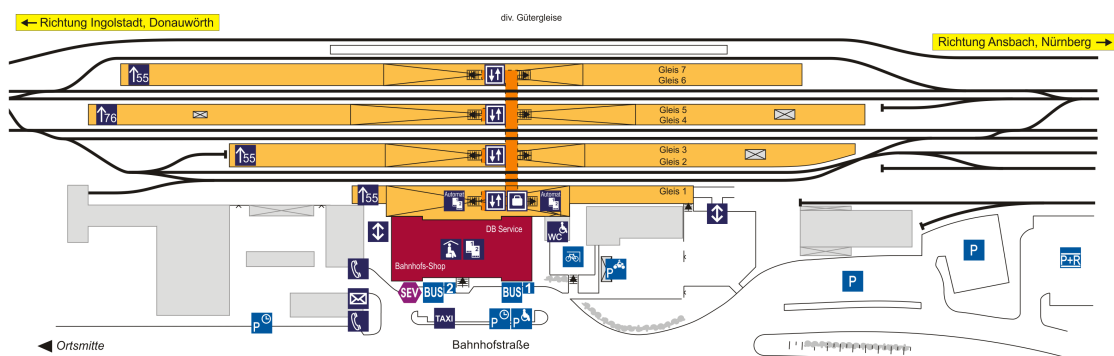 div. Gütergleise
← Richtung Ingolstadt, Donauwörth
Richtung Ansbach, Nürnberg →
Gleis 7
Gleis 6
55
Gleis 5
Gleis 4
76
Gleis 3
Gleis 2
55
Gleis 1
55
Automat
Automat
DB Service
WC
Bahnhofs-Shop
P
P
P
P+R
SEV
BUS 2
BUS 1
P
TAXI
P
P
Bahnhofstraße
Ortsmitte